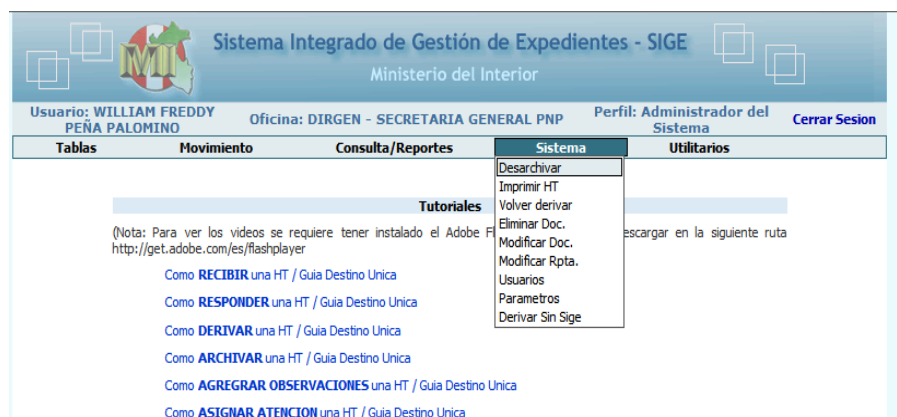 Sistema Integrado de Gestión de Expedientes - SIGE
MI
Ministerio del Interior
Usuario: WILLIAM FREDDY PEÑA PALOMINO
Oficina: DIRGEN - SECRETARIA GENERAL PNP
Perfil: Administrador del Sistema
Cerrar Sesion
Tablas Movimiento Consulta/Reportes Sistema Utilitarios
Desarchivar
Imprimir HT
Volver derivar
Eliminar Doc.
Modificar Doc.
Modificar Rpta.
Usuarios
Parametros
Derivar Sin Sige
Tutoriales
(Nota: Para ver los videos se requiere tener instalado el Adobe escargar en la siguiente ruta
http://get.adobe.com/es/flashplayer
Como RECIBIR una HT / Guia Destino Unica
Como RESPONDER una HT / Guia Destino Unica
Como DERIVAR una HT / Guia Destino Unica
Como ARCHIVAR una HT / Guia Destino Unica
Como AGREGRAR OBSERVACIONES una HT / Guia Destino Unica
Como ASIGNAR ATENCION una HT / Guia Destino Unica